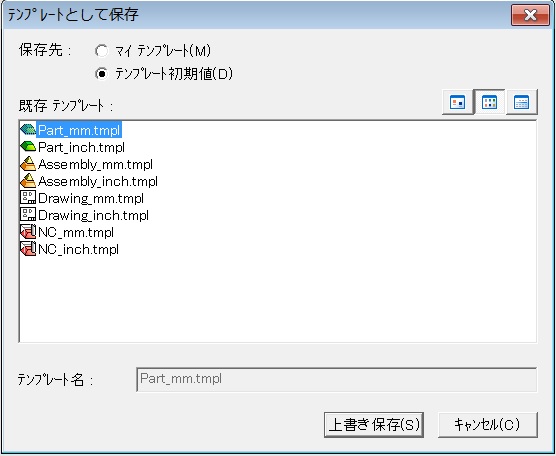 テンプレートとして保存
保存先： マイ テンプレート(M)
テンプレート初期値(D)
既存 テンプレート：
Part_mm.tmpl
Part_inch.tmpl
Assembly_mm.tmpl
Assembly_inch.tmpl
Drawing_mm.tmpl
Drawing_inch.tmpl
NC_mm.tmpl
NC_inch.tmpl
テンプレート名： Part_mm.tmpl
上書き保存(S) キャンセル(C)